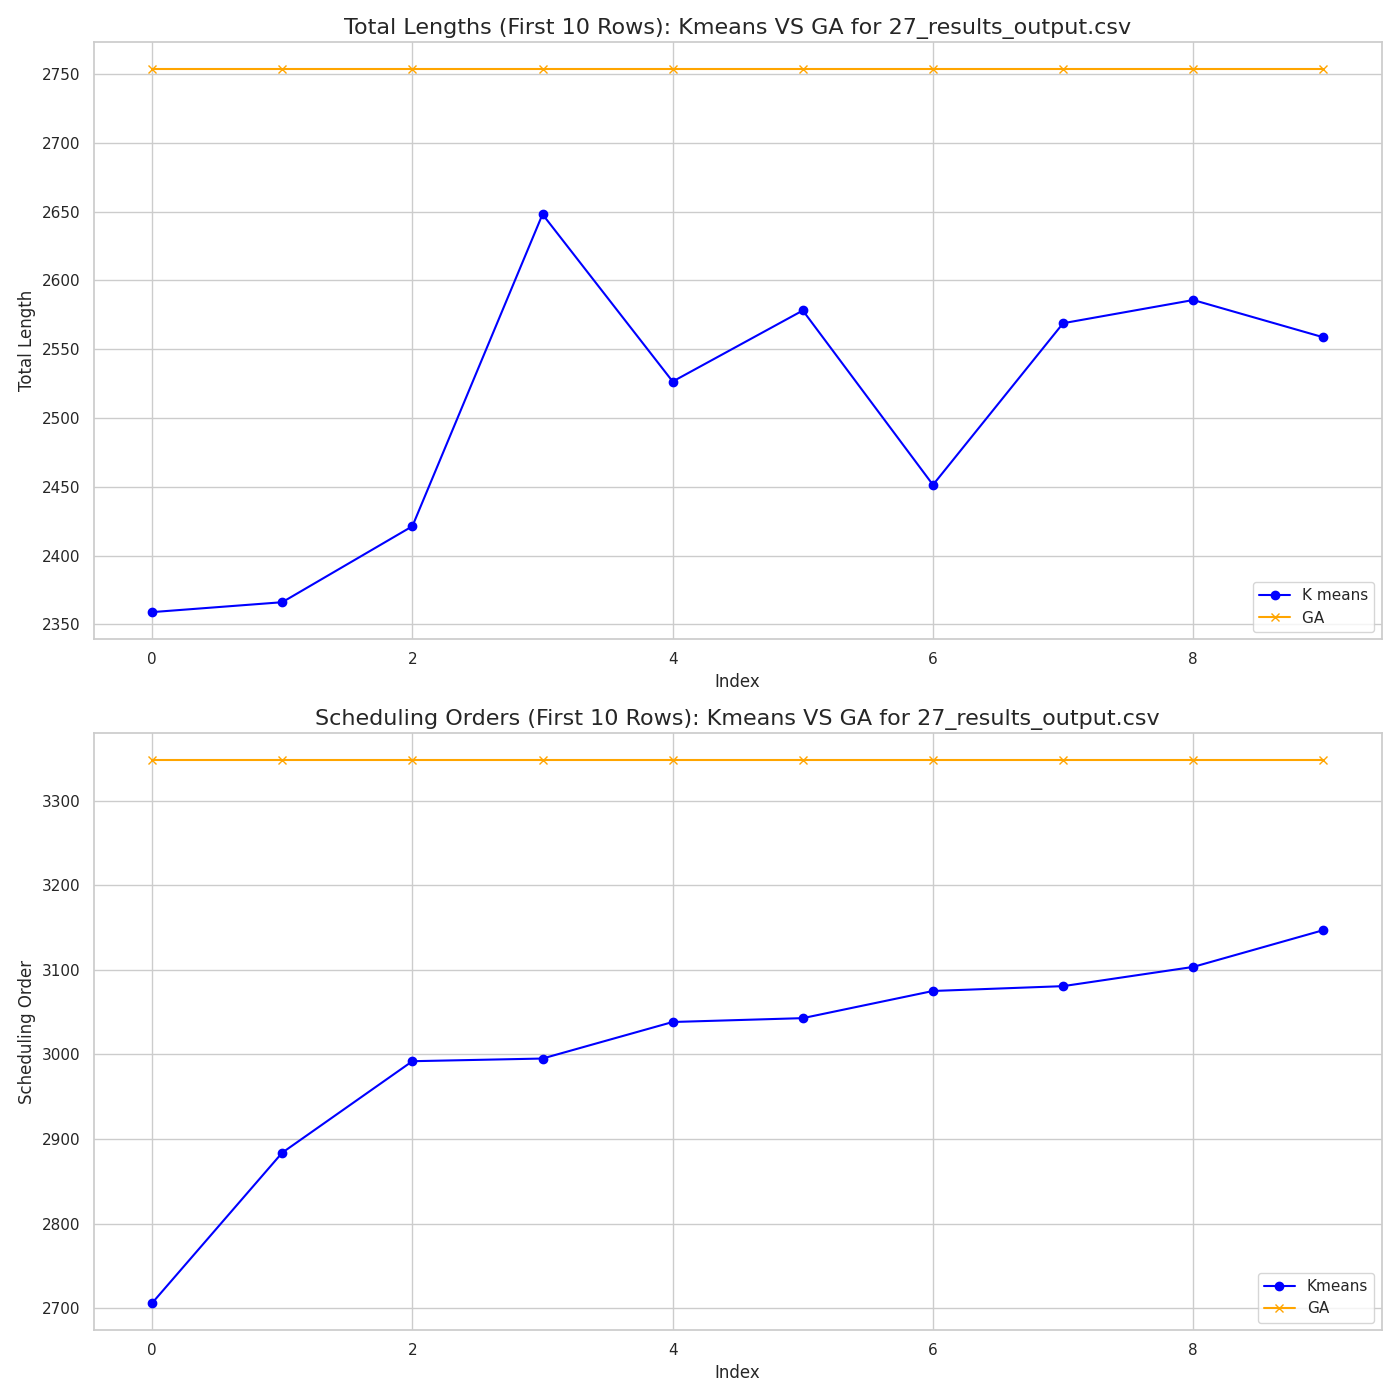 Total Lengths (First 10 Rows): Kmeans VS GA for 27_results_output.csv
Total Length
2750
2700
2650
2600
2550
2500
2450
2400
2350
K means
GA
0 2 4 6 8
Index
Scheduling Orders (First 10 Rows): Kmeans VS GA for 27_results_output.csv
Scheduling Order
3300
3200
3100
3000
2900
2800
2700
Kmeans
GA
0 2 4 6 8
Index